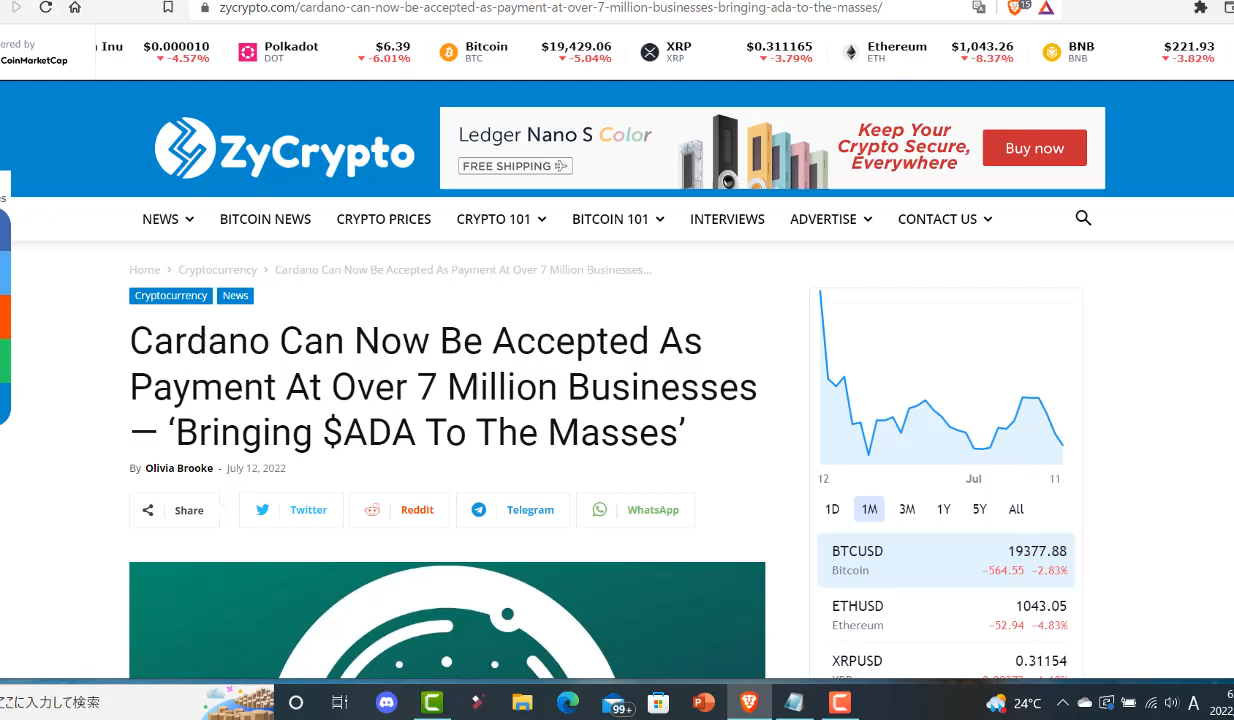 zycrypto.com/cardano-can-now-be-accepted-as-payment-at-over-7-million-businesses-bringing-ada-to-the-masses/
15
ered by
CoinMarketCap
Inu $0.000010
-4.57%
Polkadot $6.39
DOT -6.01%
Bitcoin $19,429.06
BTC -5.04%
XRP $0.311165
XRP -3.79%
Ethereum $1,043.26
ETH -8.37%
BNB $221.93
BNB -3.82%
ZyCrypto
Ledger Nano S Color
FREE SHIPPING
Keep Your
Crypto Secure,
Everywhere
Buy now
NEWS BITCOIN NEWS CRYPTO PRICES CRYPTO 101 BITCOIN 101 INTERVIEWS ADVERTISE CONTACT US
Home > Cryptocurrency > Cardano Can Now Be Accepted As Payment At Over 7 Million Businesses...
Cryptocurrency News
Cardano Can Now Be Accepted As
Payment At Over 7 Million Businesses
— ‘Bringing $ADA To The Masses’
By Olivia Brooke - July 12, 2022
Share Twitter ReddIt Telegram WhatsApp
12 Jul 11
1D 1M 3M 1Y 5Y All
BTCUSD 19377.88
Bitcoin −564.55 −2.83%
ETHUSD 1043.05
Ethereum −52.94 −4.83%
XRPUSD 0.31154
ここに入力して検索
99+
24°C
A
2022